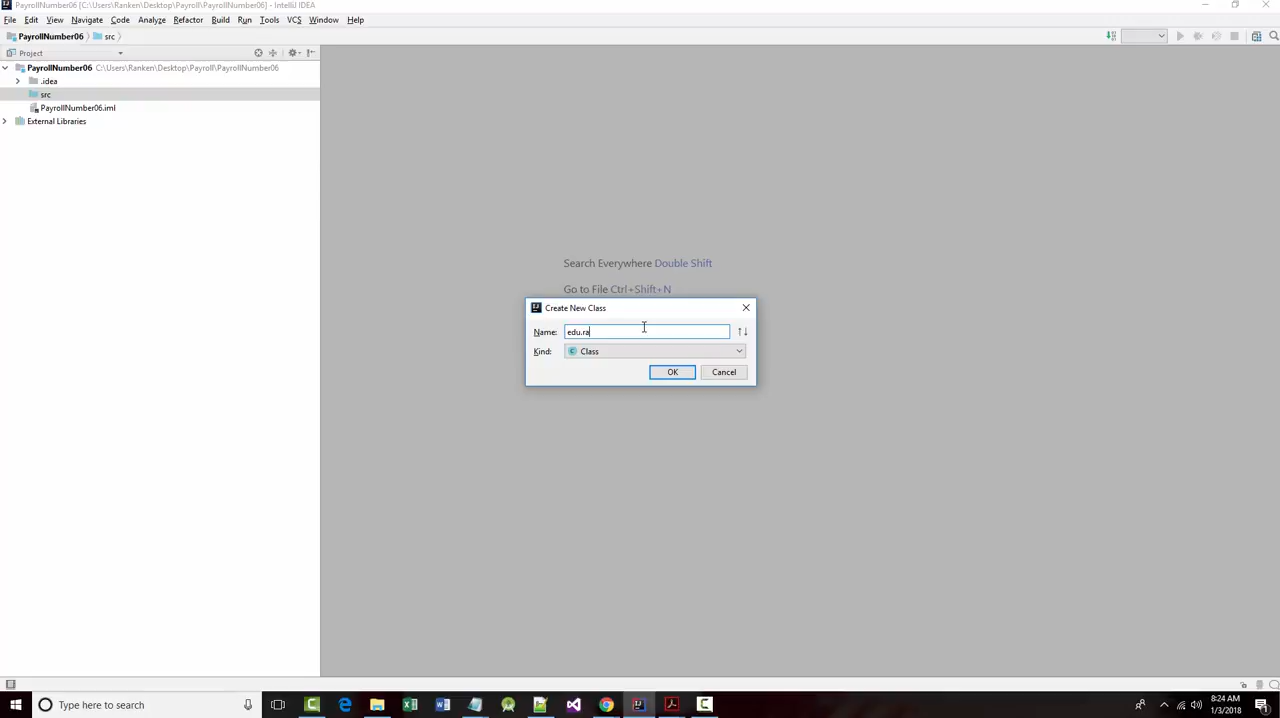 PayrollNumber06 [C:\Users\Ranken\Desktop\Payroll\PayrollNumber06] - IntelliJ IDEA
File Edit View Navigate Code Analyze Refactor Build Run Tools VCS Window Help
PayrollNumber06 src
Project
PayrollNumber06 C:\Users\Ranken\Desktop\Payroll\PayrollNumber06
.idea
src
PayrollNumber06.iml
External Libraries
Search Everywhere Double Shift
Go to File Ctrl+Shift+N
Create New Class
Name: edu.ra
Kind: Class
OK Cancel
Type here to search
8:24 AM
1/3/2018